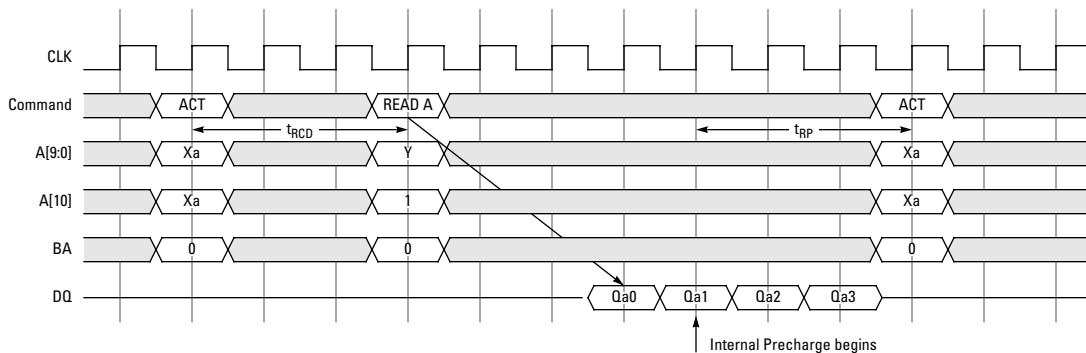 CLK
Command ACT READ A ACT
tRCD tRP
A[9:0] Xa Y Xa
A[10] Xa 1 Xa
BA 0 0 0
DQ Qa0 Qa1 Qa2 Qa3
Internal Precharge begins